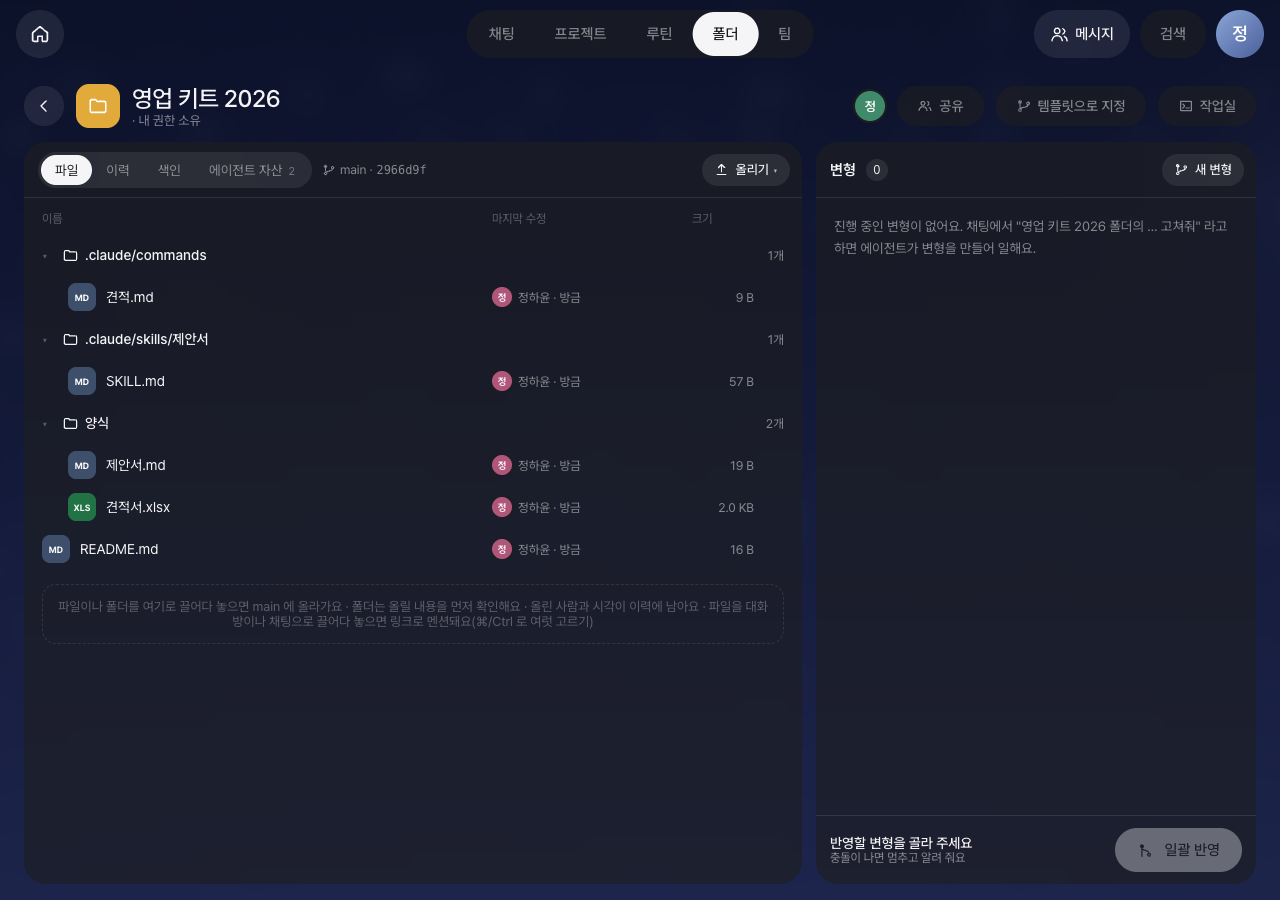 채팅
프로젝트
루틴
폴더
팀
메시지
검색
정
영업 키트 2026
· 내 권한 소유
정
공유
템플릿으로 지정
작업실
파일
이력
색인
에이전트 자산 2
main · 2966d9f
올리기
이름
마지막 수정
크기
.claude/commands
1개
MD 견적.md
정 정하윤 · 방금
9 B
.claude/skills/제안서
1개
MD SKILL.md
정 정하윤 · 방금
57 B
양식
2개
MD 제안서.md
정 정하윤 · 방금
19 B
XLS 견적서.xlsx
정 정하윤 · 방금
2.0 KB
MD README.md
정 정하윤 · 방금
16 B
파일이나 폴더를 여기로 끌어다 놓으면 main 에 올라가요 · 폴더는 올릴 내용을 먼저 확인해요 · 올린 사람과 시각이 이력에 남아요 · 파일을 대화
방이나 채팅으로 끌어다 놓으면 링크로 멘션돼요(⌘/Ctrl 로 여럿 고르기)
변형 0
새 변형
진행 중인 변형이 없어요. 채팅에서 "영업 키트 2026 폴더의 ... 고쳐줘" 라고
하면 에이전트가 변형을 만들어 일해요.
반영할 변형을 골라 주세요
충돌이 나면 멈추고 알려 줘요
일괄 반영